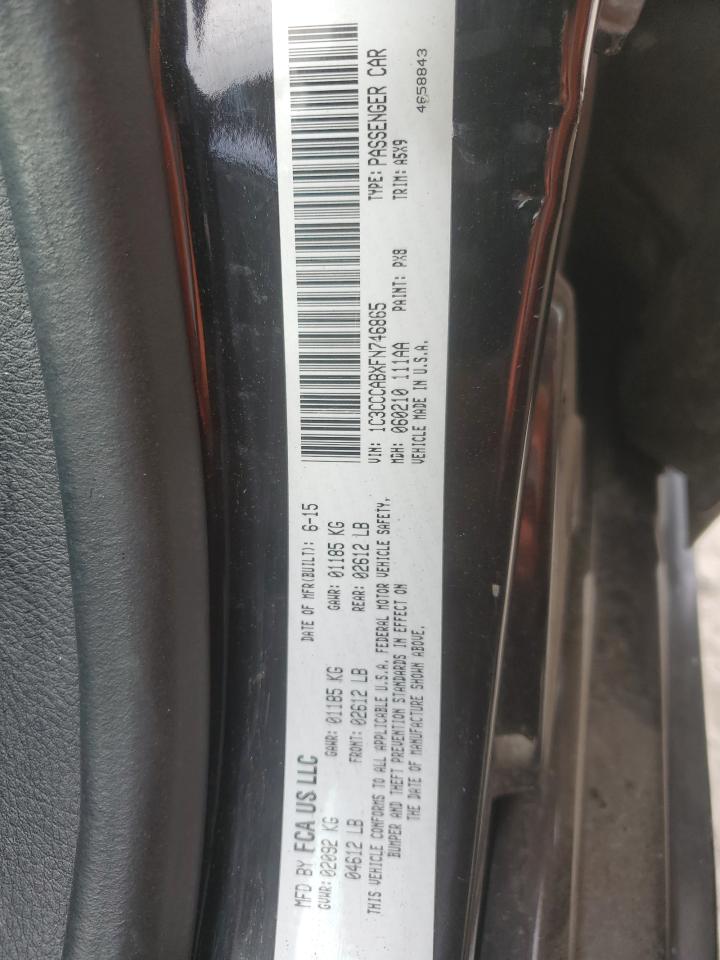 MFD BY FCA US LLC
DATE OF MFR(BUILT): 6-15
GVWR: 02092 KG
GAWR: 01185 KG
GAWR: 01185 KG
04612 LB
FRONT: 02612 LB
REAR: 02612 LB
THIS VEHICLE CONFORMS TO ALL APPLICABLE U.S.A. FEDERAL MOTOR VEHICLE SAFETY,
BUMPER AND THEFT PREVENTION STANDARDS IN EFFECT ON
THE DATE OF MANUFACTURE SHOWN ABOVE.
VIN: 1C3CCCABXFN746865
TYPE: PASSENGER CAR
MDH: 060210 111AA
PAINT: PX8
TRIM: A5X9
VEHICLE MADE IN U.S.A.
4658843